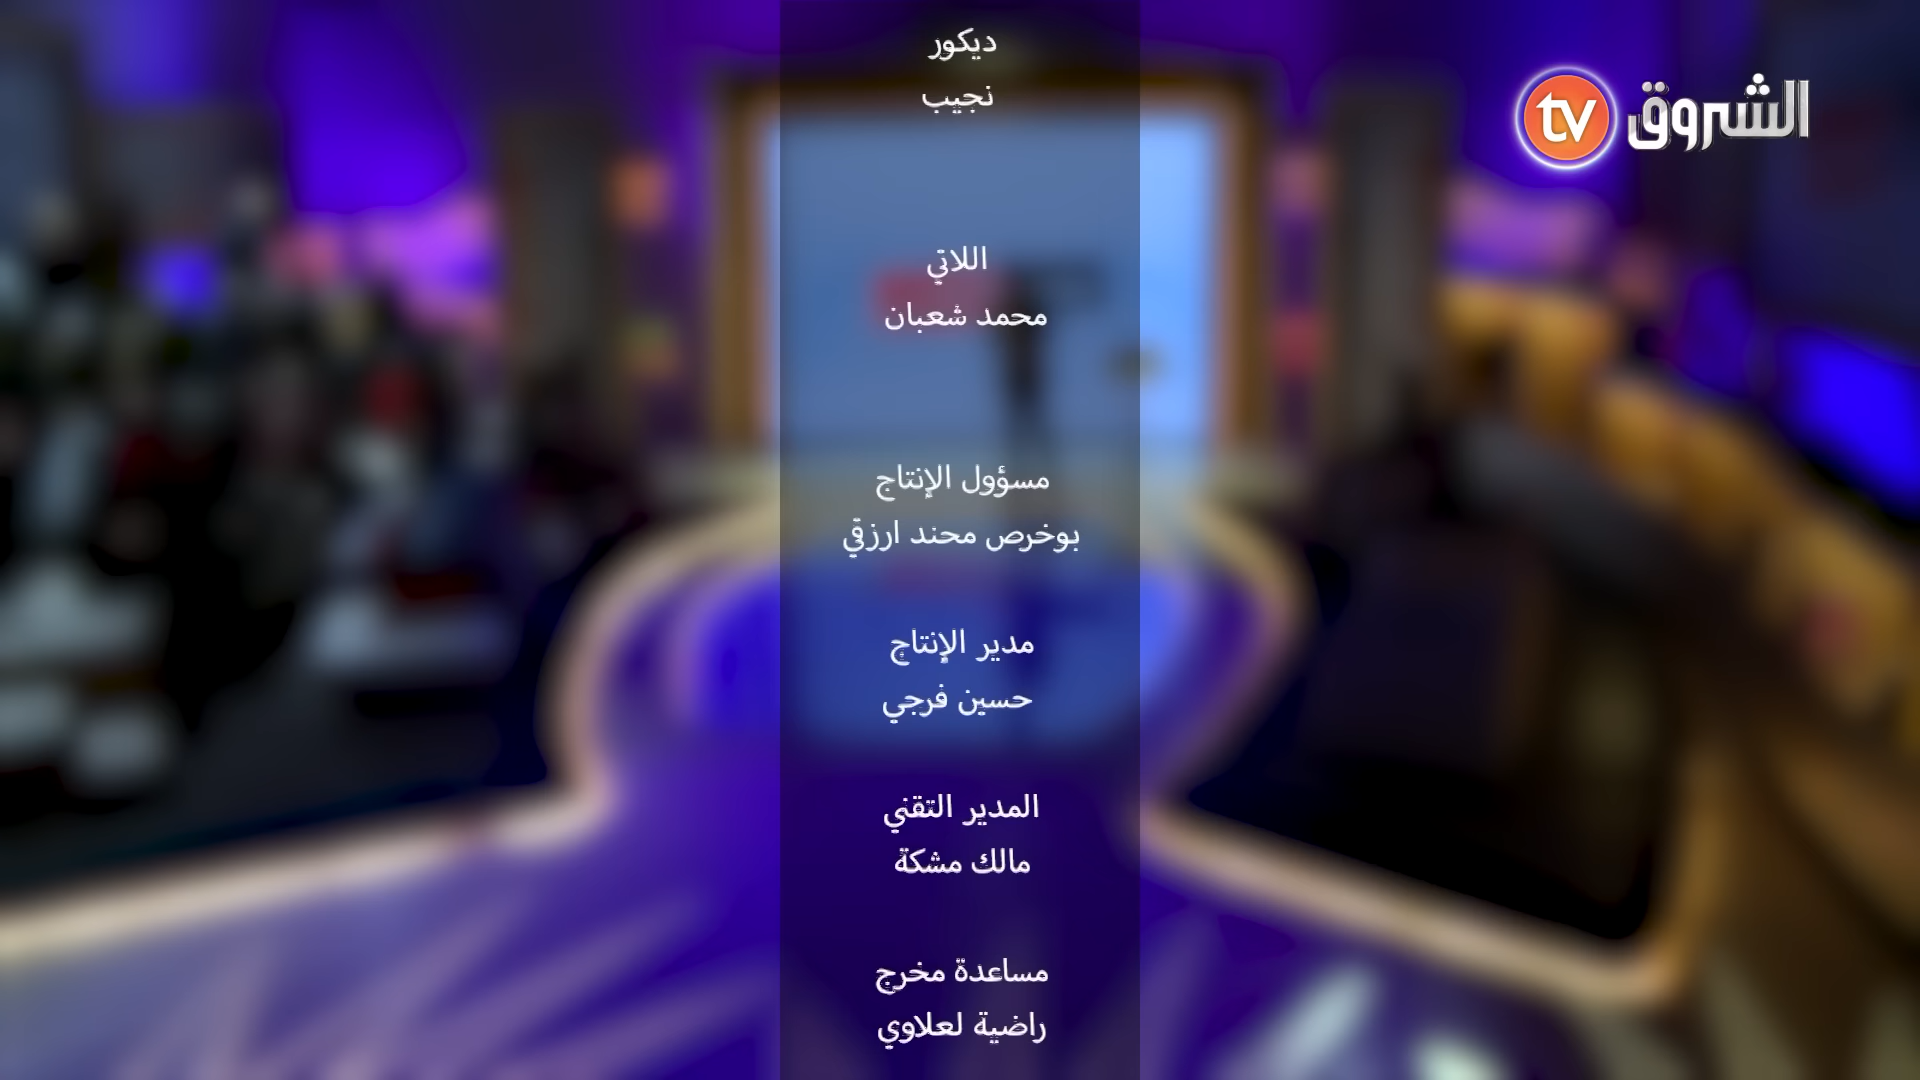 ديكور
نجيب
الشروق
tv
اللاتي
محمد شعبان
مسؤول الإنتاج
بوخرص محند ارزقي
مدير الإنتاج
حسين فرجي
المدير التقني
مالك مشكة
مساعدة مخرج
راضية لعلاوي